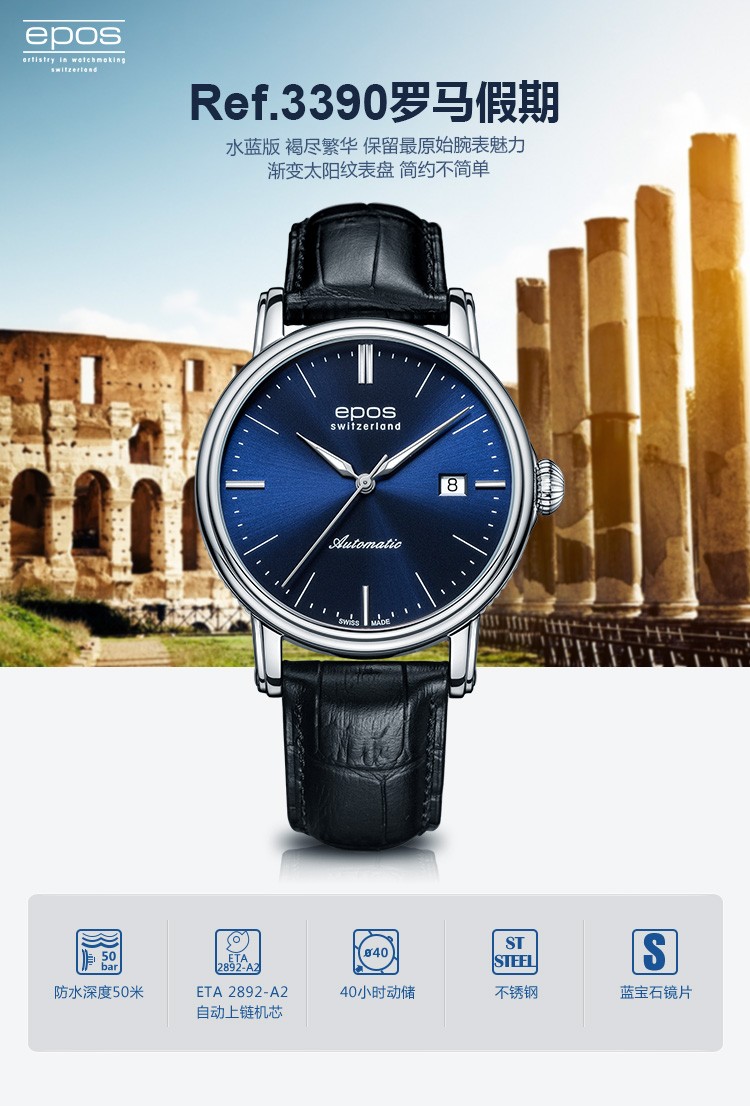 epos
artistry in watchmaking
switzerland
Ref.3390罗马假期
水蓝版 褐尽繁华 保留最原始腕表魅力
渐变太阳纹表盘 简约不简单
epos
switzerland
8
Automatic
SWISS MADE
50
bar
ETA
2892-A2
ø40
ST
STEEL
S
防水深度50米
ETA 2892-A2
自动上链机芯
40小时动储
不锈钢
蓝宝石镜片